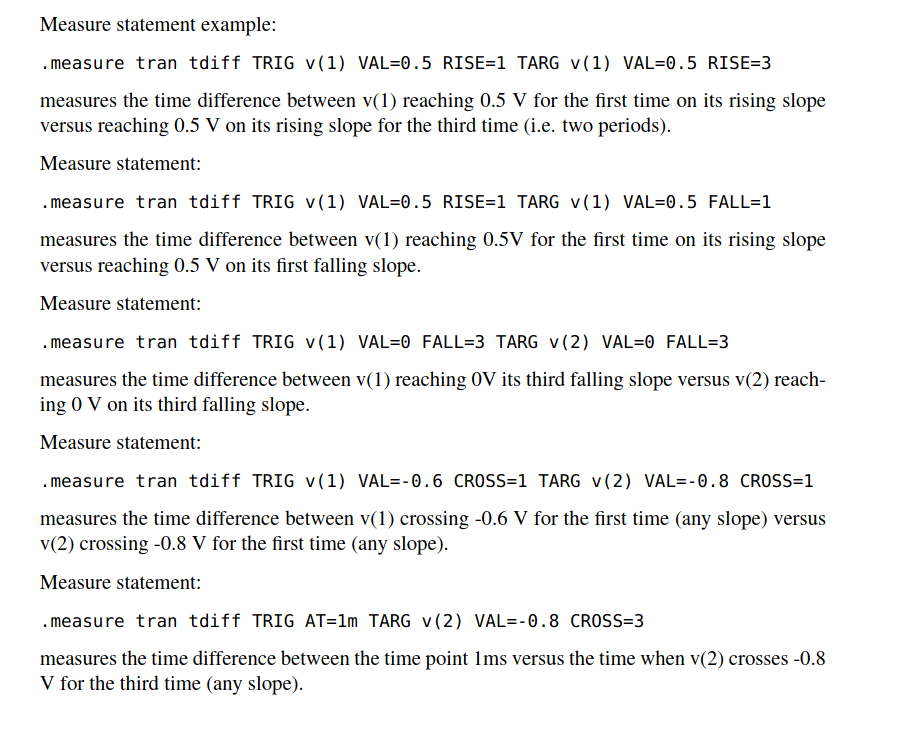 Measure statement example:
.measure tran tdiff TRIG v(1) VAL=0.5 RISE=1 TARG v(1) VAL=0.5 RISE=3
measures the time difference between v(1) reaching 0.5 V for the first time on its rising slope
versus reaching 0.5 V on its rising slope for the third time (i.e. two periods).
Measure statement:
.measure tran tdiff TRIG v(1) VAL=0.5 RISE=1 TARG v(1) VAL=0.5 FALL=1
measures the time difference between v(1) reaching 0.5V for the first time on its rising slope
versus reaching 0.5 V on its first falling slope.
Measure statement:
.measure tran tdiff TRIG v(1) VAL=0 FALL=3 TARG v(2) VAL=0 FALL=3
measures the time difference between v(1) reaching 0V its third falling slope versus v(2) reach-
ing 0 V on its third falling slope.
Measure statement:
.measure tran tdiff TRIG v(1) VAL=-0.6 CROSS=1 TARG v(2) VAL=-0.8 CROSS=1
measures the time difference between v(1) crossing -0.6 V for the first time (any slope) versus
v(2) crossing -0.8 V for the first time (any slope).
Measure statement:
.measure tran tdiff TRIG AT=1m TARG v(2) VAL=-0.8 CROSS=3
measures the time difference between the time point 1ms versus the time when v(2) crosses -0.8
V for the third time (any slope).